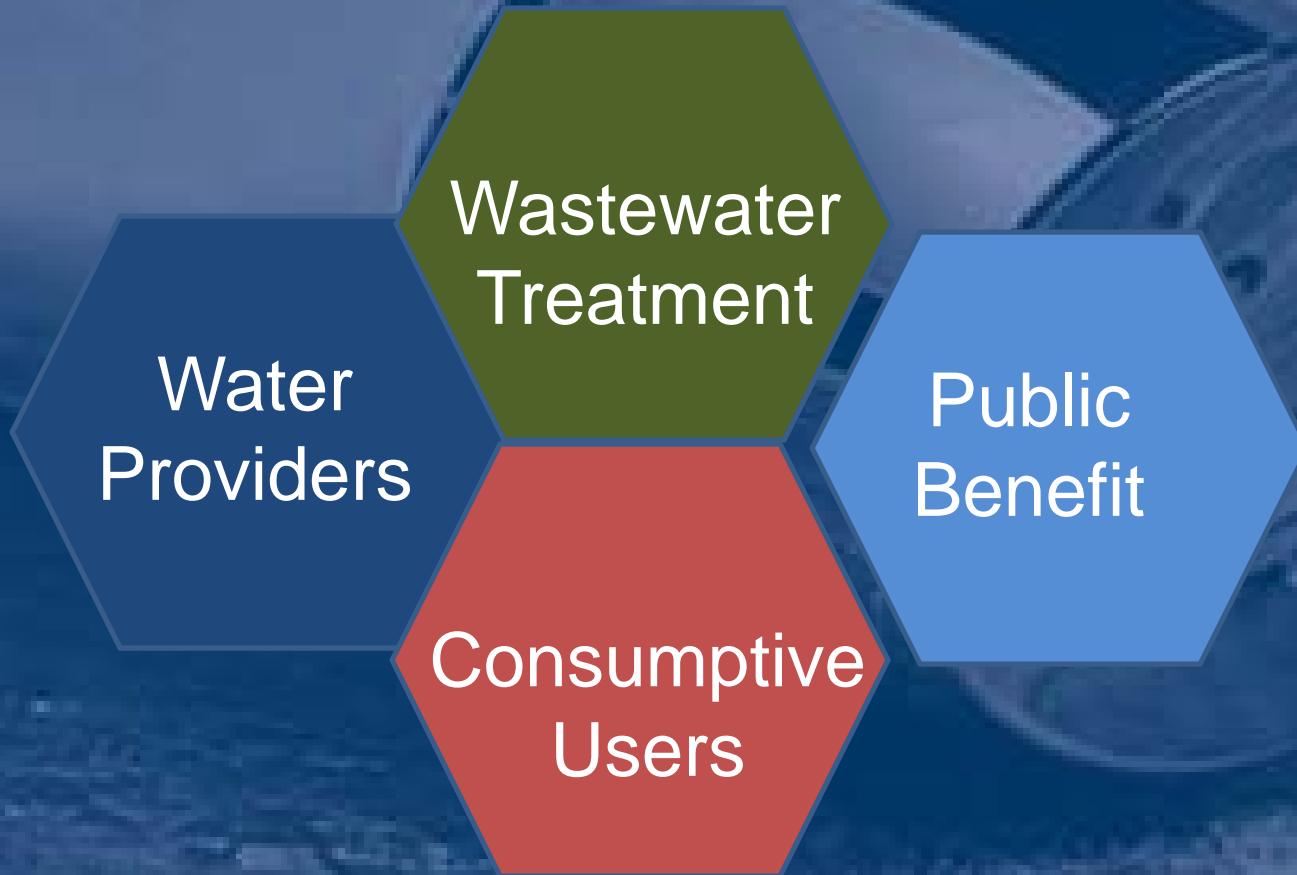 Wastewater
Treatment
Water
Providers
Public
Benefit
Consumptive
Users